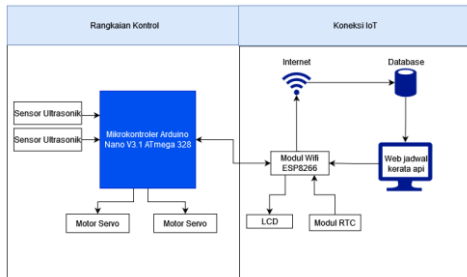 Rangkaian Kontrol
Koneksi IoT
Internet
Database
Sensor Ultrasonik
Sensor Ultrasonik
Mikrokontroler Arduino
Nano V3.1 ATmega 328
Modul Wifi
ESP8266
Web jadwal
kerata api
Motor Servo
Motor Servo
LCD
Modul RTC